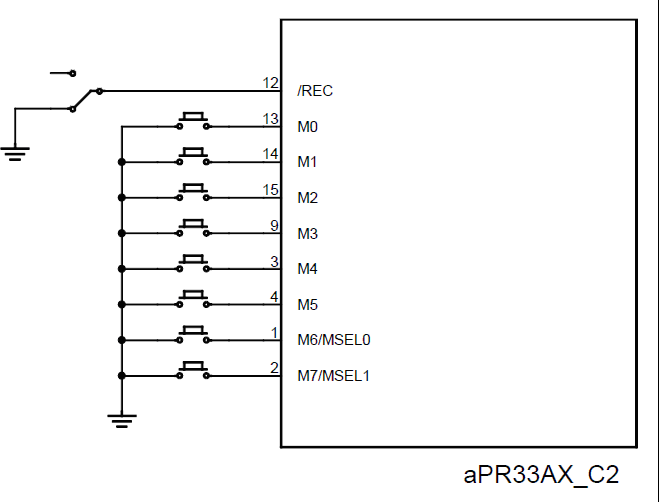 12 /REC
13 M0
14 M1
15 M2
9 M3
3 M4
4 M5
1 M6/MSEL0
2 M7/MSEL1
aPR33AX_C2